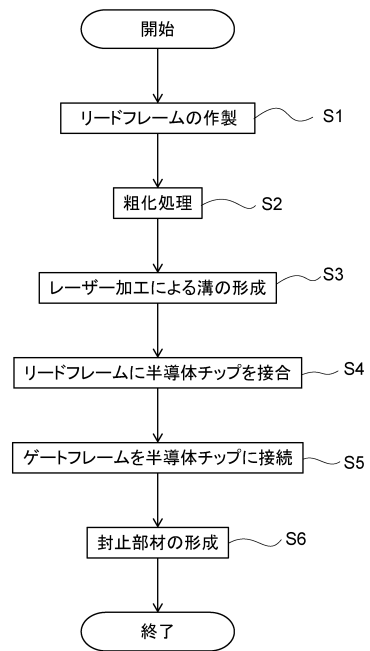 開始
リードフレームの作製 S1
粗化処理 S2
レーザー加工による溝の形成 S3
リードフレームに半導体チップを接合 S4
ゲートフレームを半導体チップに接続 S5
封止部材の形成 S6
終了